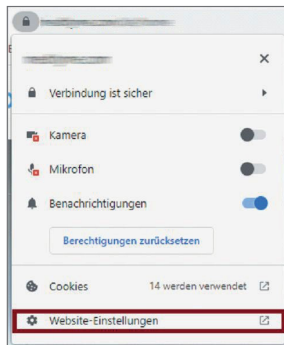 Verbindung ist sicher
Kamera
Mikrofon
Benachrichtigungen
Berechtigungen zurücksetzen
Cookies 14 werden verwendet
Website-Einstellungen